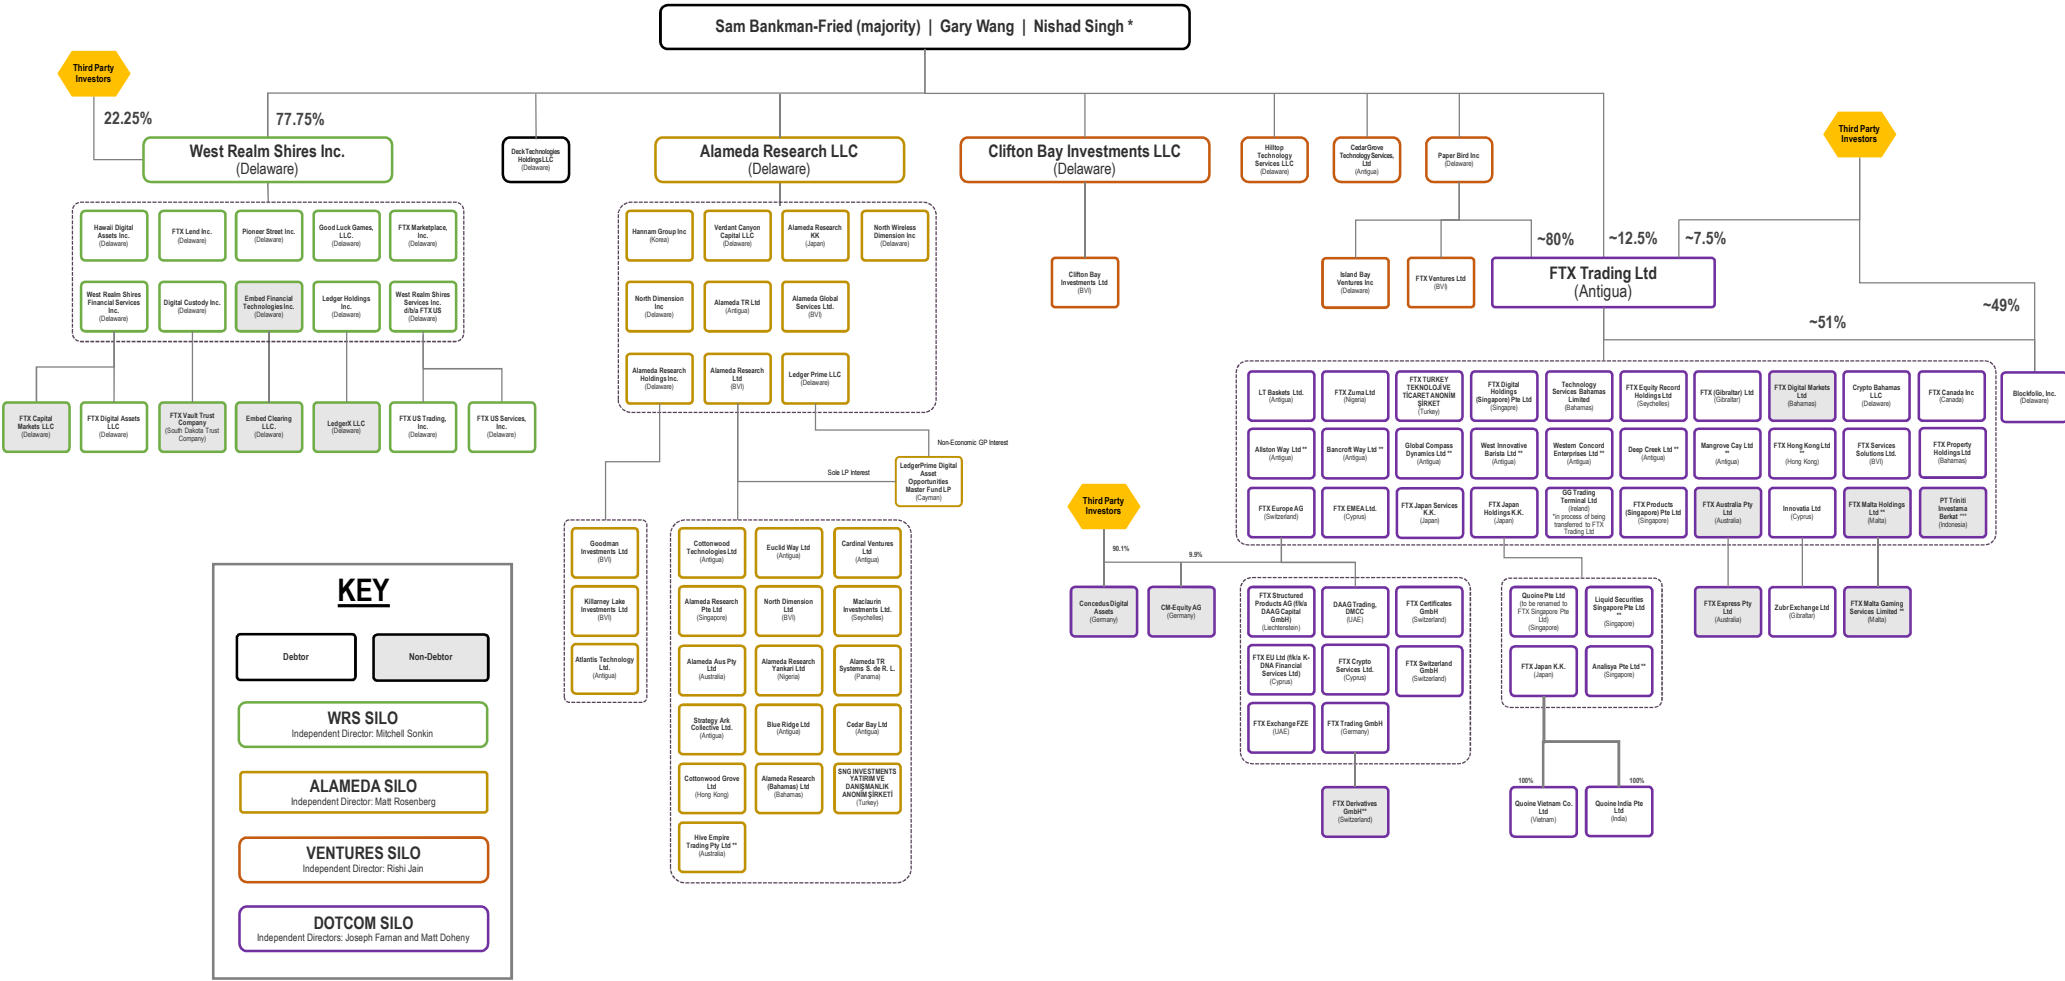 Sam Bankman-Fried (majority) | Gary Wang | Nishad Singh *
Third Party
Investors
22.25%
77.75%
West Realm Shires Inc.
(Delaware)
Deck Technologies
Holdings LLC
(Delaware)
Alameda Research LLC
(Delaware)
Clifton Bay Investments LLC
(Delaware)
Hilltop
Technology
Services LLC
(Delaware)
Cedar Grove
Technology Services,
Ltd
(Antigua)
Paper Bird Inc
(Delaware)
Third Party
Investors
Hawaii Digital
Assets Inc.
(Delaware)
FTX Lend Inc.
(Delaware)
Pioneer Street Inc.
(Delaware)
Good Luck Games,
LLC.
(Delaware)
FTX Marketplace,
Inc.
(Delaware)
West Realm Shires
Financial Services
Inc.
(Delaware)
Digital Custody Inc.
(Delaware)
Embed Financial
Technologies Inc.
(Delaware)
Ledger Holdings
Inc.
(Delaware)
West Realm Shires
Services Inc.
d/b/a FTX US
(Delaware)
FTX Capital
Markets LLC
(Delaware)
FTX Digital Assets
LLC
(Delaware)
FTX Vault Trust
Company
(South Dakota Trust
Company)
Embed Clearing
LLC.
(Delaware)
LedgerX LLC
(Delaware)
FTX US Trading,
Inc.
(Delaware)
FTX US Services,
Inc.
(Delaware)
Hannam Group Inc
(Korea)
Verdant Canyon
Capital LLC
(Delaware)
Alameda Research
KK
(Japan)
North Wireless
Dimension Inc
(Delaware)
North Dimension
Inc
(Delaware)
Alameda TR Ltd
(Antigua)
Alameda Global
Services Ltd.
(BVI)
Alameda Research
Holdings Inc.
(Delaware)
Alameda Research
Ltd
(BVI)
Ledger Prime LLC
(Delaware)
Non-Economic GP Interest
Sole LP Interest
LedgerPrime Digital
Asset
Opportunities
Master Fund LP
(Cayman)
Goodman
Investments Ltd
(BVI)
Killarney Lake
Investments Ltd
(BVI)
Atlantis Technology
Ltd.
(Antigua)
Cottonwood
Technologies Ltd
(Antigua)
Euclid Way Ltd
(Antigua)
Cardinal Ventures
Ltd
(Antigua)
Alameda Research
Pte Ltd
(Singapore)
North Dimension
Ltd
(BVI)
Maclaurin
Investments Ltd.
(Seychelles)
Alameda Aus Pty
Ltd
(Australia)
Alameda Research
Yankari Ltd
(Nigeria)
Alameda TR
Systems S. de R. L.
(Panama)
Strategy Ark
Collective Ltd.
(Antigua)
Blue Ridge Ltd
(Antigua)
Cedar Bay Ltd
(Antigua)
Cottonwood Grove
Ltd
(Hong Kong)
Alameda Research
(Bahamas) Ltd
(Bahamas)
SNG INVESTMENTS
YATIRIM VE
DANIŞMANLIK
ANONİM ŞİRKETİ
(Turkey)
Hive Empire
Trading Pty Ltd **
(Australia)
Clifton Bay
Investments Ltd
(BVI)
Island Bay
Ventures Inc
(Delaware)
FTX Ventures Ltd
(BVI)
~80%
~12.5%
~7.5%
FTX Trading Ltd
(Antigua)
~51%
~49%
LT Baskets Ltd.
(Antigua)
FTX Zuma Ltd
(Nigeria)
FTX TURKEY
TEKNOLOJİ VE
TİCARET ANONİM
ŞİRKET
(Turkey)
FTX Digital
Holdings
(Singapore) Pte Ltd
(Singapre)
Technology
Services Bahamas
Limited
(Bahamas)
FTX Equity Record
Holdings Ltd
(Seychelles)
FTX (Gibraltar) Ltd
(Gibraltar)
FTX Digital Markets
Ltd
(Bahamas)
Crypto Bahamas
LLC
(Delaware)
FTX Canada Inc
(Canada)
Blockfolio, Inc.
(Delaware)
Allston Way Ltd **
(Antigua)
Bancroft Way Ltd **
(Antigua)
Global Compass
Dynamics Ltd **
(Antigua)
West Innovative
Barista Ltd **
(Antigua)
Western Concord
Enterprises Ltd **
(Antigua)
Deep Creek Ltd **
(Antigua)
Mangrove Cay Ltd
**
(Antigua)
FTX Hong Kong Ltd
**
(Hong Kong)
FTX Services
Solutions Ltd.
(BVI)
FTX Property
Holdings Ltd
(Bahamas)
FTX Europe AG
(Switzerland)
FTX EMEA Ltd.
(Cyprus)
FTX Japan Services
K.K.
(Japan)
FTX Japan
Holdings K.K.
(Japan)
GG Trading
Terminal Ltd
(Ireland)
*in process of being
transferred to FTX
Trading Ltd
FTX Products
(Singapore) Pte Ltd
(Singapore)
FTX Australia Pty
Ltd
(Australia)
Innovatia Ltd
(Cyprus)
FTX Malta Holdings
Ltd **
(Malta)
PT Triniti
Investama
Berkat ***
(Indonesia)
Third Party
Investors
90.1%
9.9%
Concedus Digital
Assets
(Germany)
CM-Equity AG
(Germany)
FTX Structured
Products AG (f/k/a
DAAG Capital
GmbH)
(Liechtenstein)
DAAG Trading,
DMCC
(UAE)
FTX Certificates
GmbH
(Switzerland)
FTX EU Ltd (f/k/a K-
DNA Financial
Services Ltd)
(Cyprus)
FTX Crypto
Services Ltd.
(Cyprus)
FTX Switzerland
GmbH
(Switzerland)
FTX Exchange FZE
(UAE)
FTX Trading GmbH
(Germany)
FTX Derivatives
GmbH**
(Switzerland)
Quoine Pte Ltd
(to be renamed to
FTX Singapore Pte
Ltd)
(Singapore)
Liquid Securities
Singapore Pte Ltd
**
(Singapore)
FTX Japan K.K.
(Japan)
Analisya Pte Ltd **
(Singapore)
100%
100%
Quoine Vietnam Co.
Ltd
(Vietnam)
Quoine India Pte
Ltd
(India)
FTX Express Pty
Ltd
(Australia)
Zubr Exchange Ltd
(Gibraltar)
FTX Malta Gaming
Services Limited **
(Malta)
KEY
Debtor
Non-Debtor
WRS SILO
Independent Director: Mitchell Sonkin
ALAMEDA SILO
Independent Director: Matt Rosenberg
VENTURES SILO
Independent Director: Rishi Jain
DOTCOM SILO
Independent Directors: Joseph Farnan and Matt Doheny